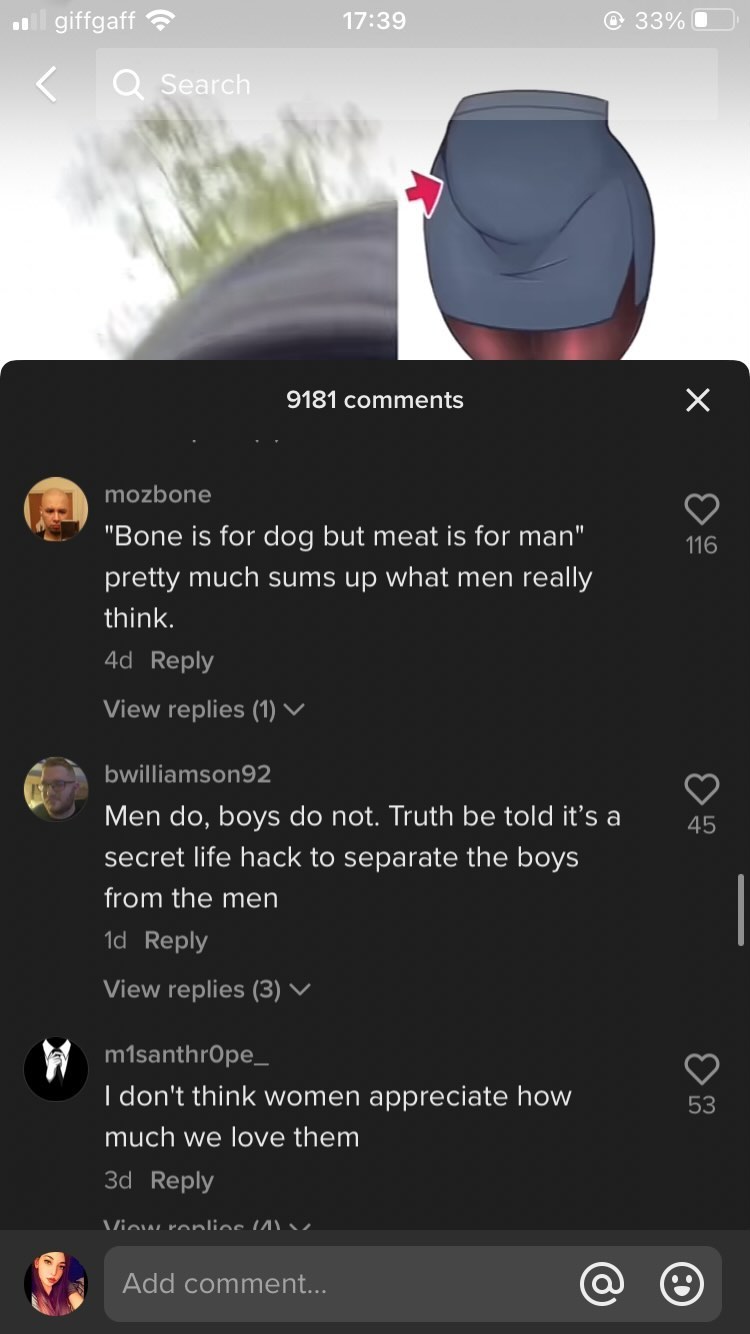 giffgaff 17:39 33%
Search
9181 comments
mozbone
"Bone is for dog but meat is for man"
pretty much sums up what men really
think.
116
4d Reply
View replies (1)
bwilliamson92
Men do, boys do not. Truth be told it’s a
secret life hack to separate the boys
from the men
45
1d Reply
View replies (3)
m1santhr0pe_
I don't think women appreciate how
much we love them
53
3d Reply
View replies (4)
Add comment...